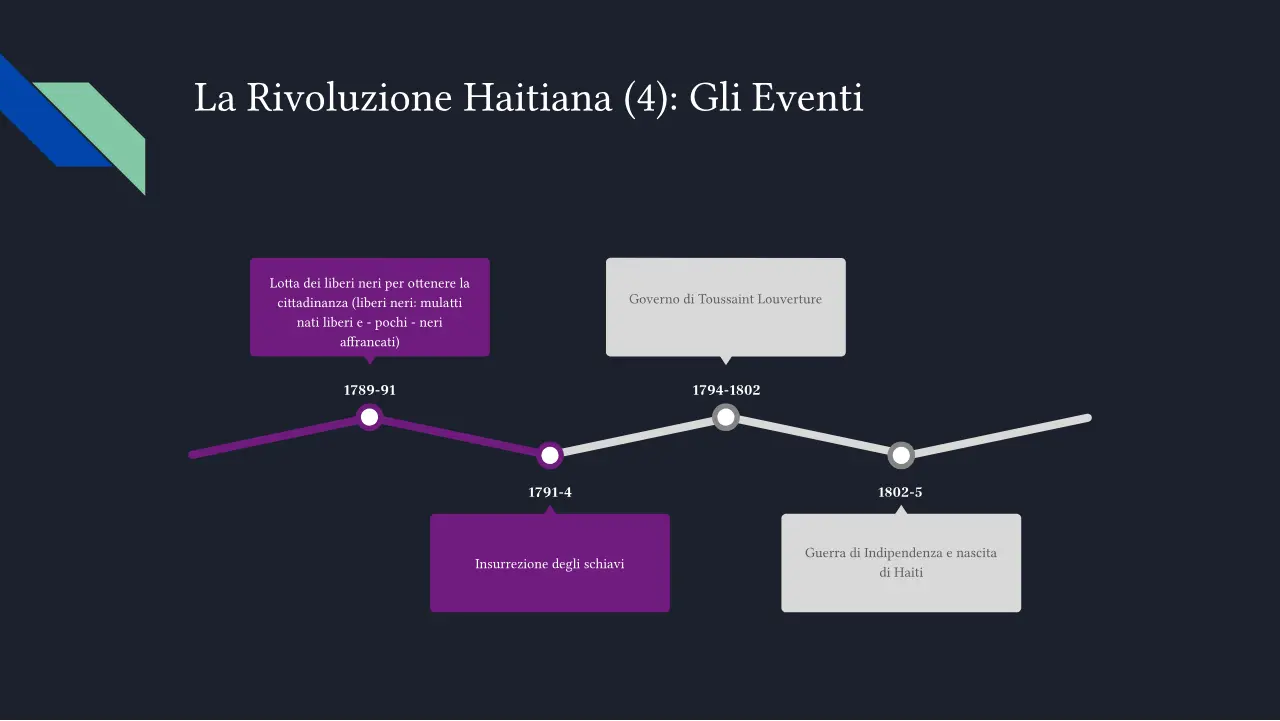 La Rivoluzione Haitiana (4): Gli Eventi
Lotta dei liberi neri per ottenere la
cittadinanza (liberi neri: mulatti
nati liberi e - pochi - neri
affrancati)
1789-91
Governo di Toussaint Louverture
1794-1802
1791-4
Insurrezione degli schiavi
1802-5
Guerra di Indipendenza e nascita
di Haiti